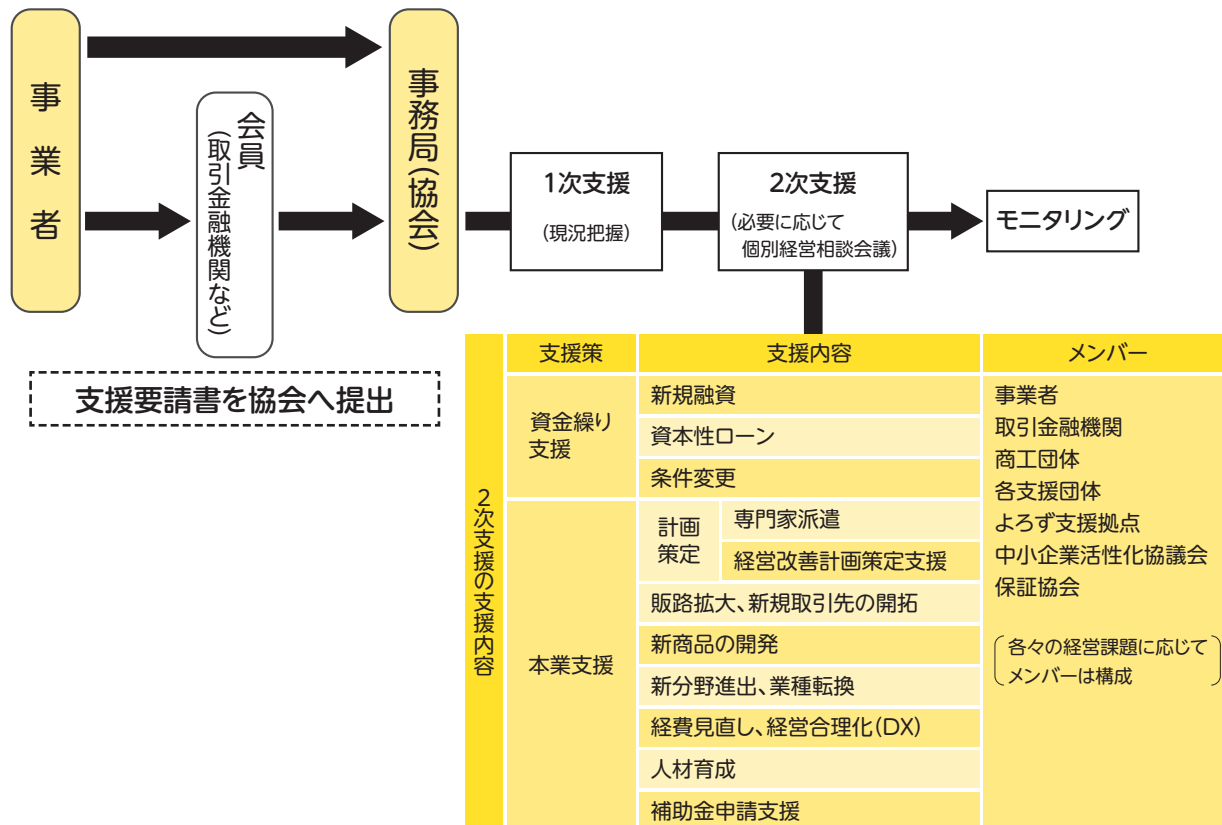 事業者
会員
(取引金融機関など)
事務局(協会)
支援要請書を協会へ提出
1次支援
(現況把握)
2次支援
(必要に応じて
個別経営相談会議)
モニタリング
2次支援の支援内容
支援策
支援内容
メンバー
資金繰り
支援
新規融資
資本性ローン
条件変更
本業支援
計画
策定
専門家派遣
経営改善計画策定支援
販路拡大、新規取引先の開拓
新商品の開発
新分野進出、業種転換
経費見直し、経営合理化(DX)
人材育成
補助金申請支援
事業者
取引金融機関
商工団体
各支援団体
よろず支援拠点
中小企業活性化協議会
保証協会
(各々の経営課題に応じて
メンバーは構成)